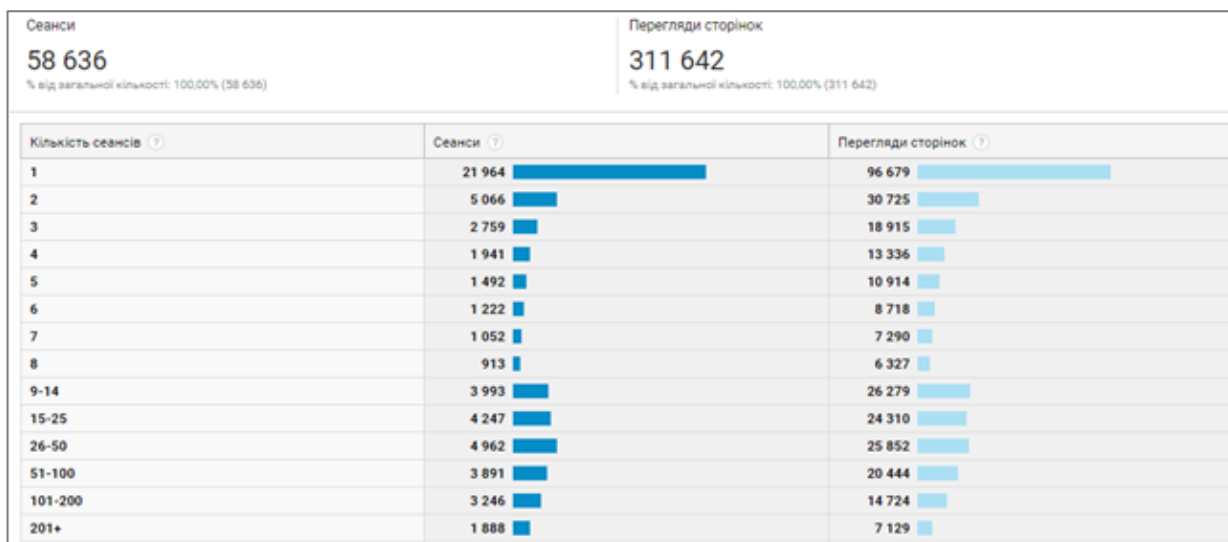 Сеанси Перегляди сторінок
58 636 311 642
% від загальної кількості: 100,00% (58 636) % від загальної кількості: 100,00% (311 642)
Кількість сеансів ? Сеанси ? Перегляди сторінок ?
1 21 964 96 679
2 5 066 30 725
3 2 759 18 915
4 1 941 13 336
5 1 492 10 914
6 1 222 8 718
7 1 052 7 290
8 913 6 327
9-14 3 993 26 279
15-25 4 247 24 310
26-50 4 962 25 852
51-100 3 891 20 444
101-200 3 246 14 724
201+ 1 888 7 129